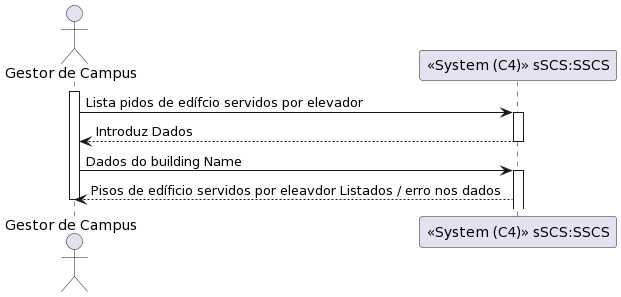 Gestor de Campus
«System (C4)» sSCS:SSCS
Lista pidos de edífcio servidos por elevador
Introduz Dados
Dados do building Name
Pisos de edíficio servidos por eleavdor Listados / erro nos dados
Gestor de Campus
«System (C4)» sSCS:SSCS